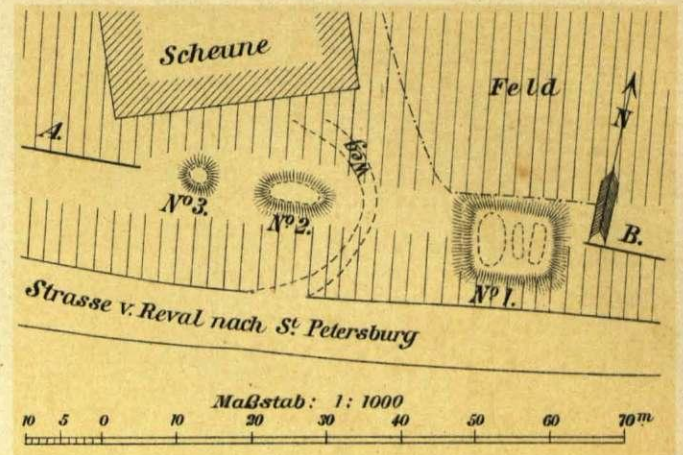 Scheune
Feld
N
A.
Weg
Nº 3.
Nº 2.
B.
Nº 1.
Strasse v. Reval nach St. Petersburg
Maßstab: 1: 1000
10 5 0 10 20 30 40 50 60 70 m